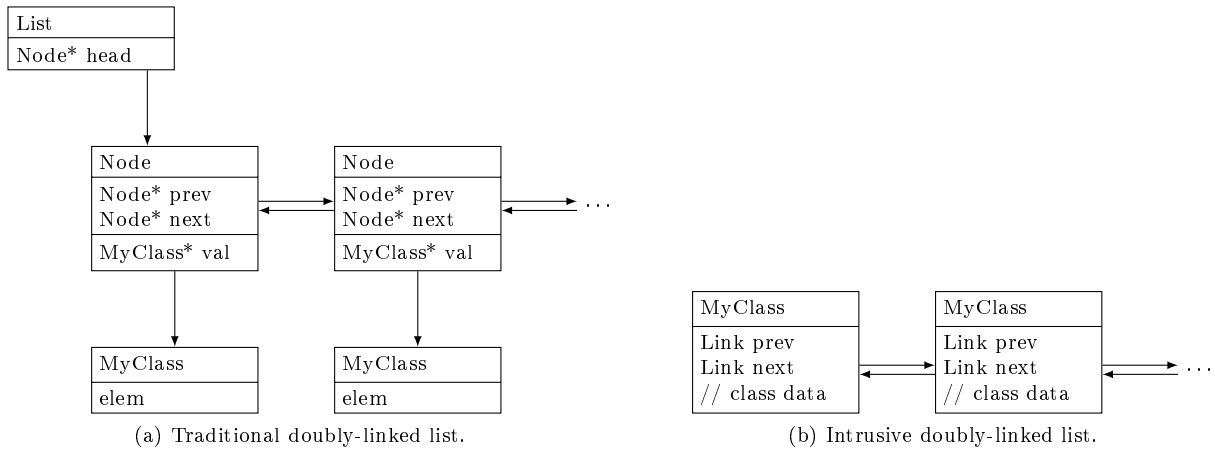 List
Node* head
Node
Node* prev
Node* next
MyClass* val
Node
Node* prev
Node* next
MyClass* val
...
MyClass
elem
MyClass
elem
(a) Traditional doubly-linked list.
MyClass
Link prev
Link next
// class data
MyClass
Link prev
Link next
// class data
...
(b) Intrusive doubly-linked list.